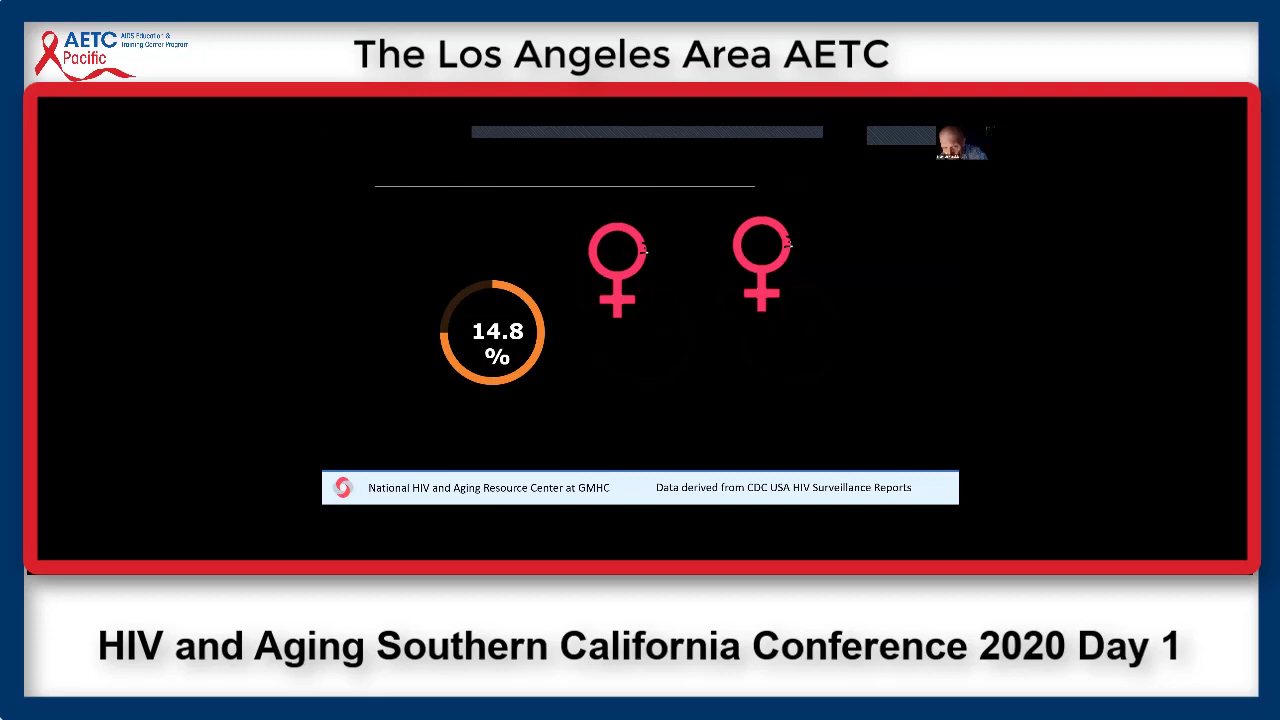 AETC AIDS Education &
Training Center Program
Pacific
The Los Angeles Area AETC
14.8
%
National HIV and Aging Resource Center at GMHC
Data derived from CDC USA HIV Surveillance Reports
HIV and Aging Southern California Conference 2020 Day 1